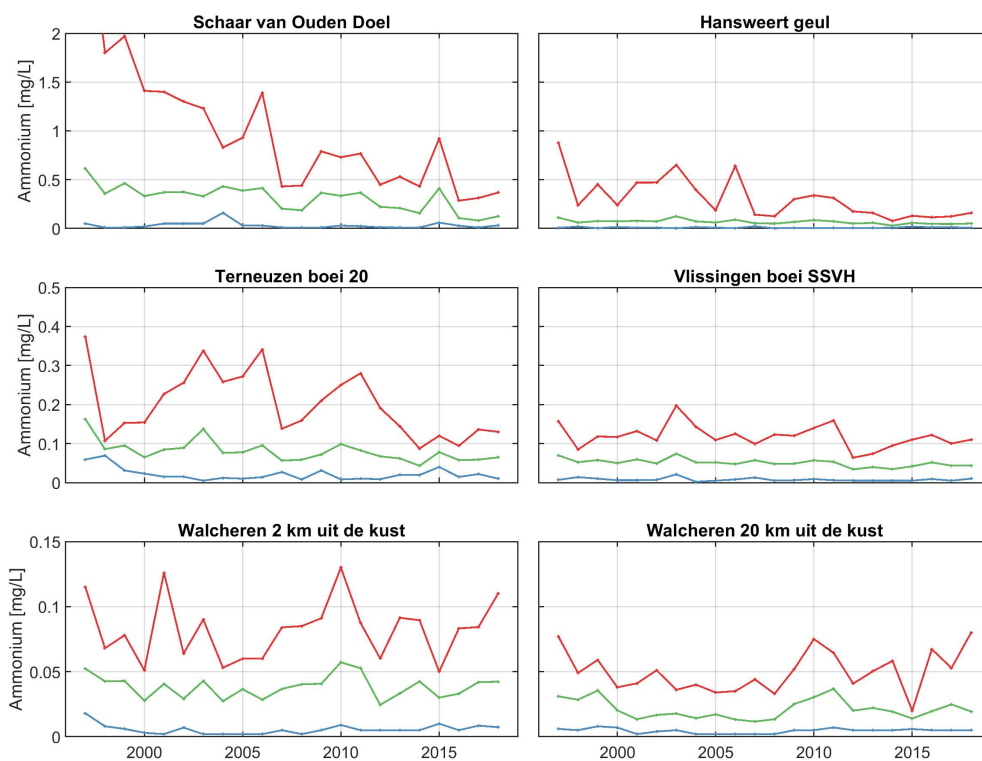 Schaar van Ouden Doel
Hansweert geul
Ammonium [mg/L]
2
1.5
1
0.5
0
Ammonium [mg/L]
Terneuzen boei 20
Vlissingen boei SSVH
Ammonium [mg/L]
0.5
0.4
0.3
0.2
0.1
0
Walcheren 2 km uit de kust
Walcheren 20 km uit de kust
Ammonium [mg/L]
0.15
0.1
0.05
0
2000 2005 2010 2015
2000 2005 2010 2015